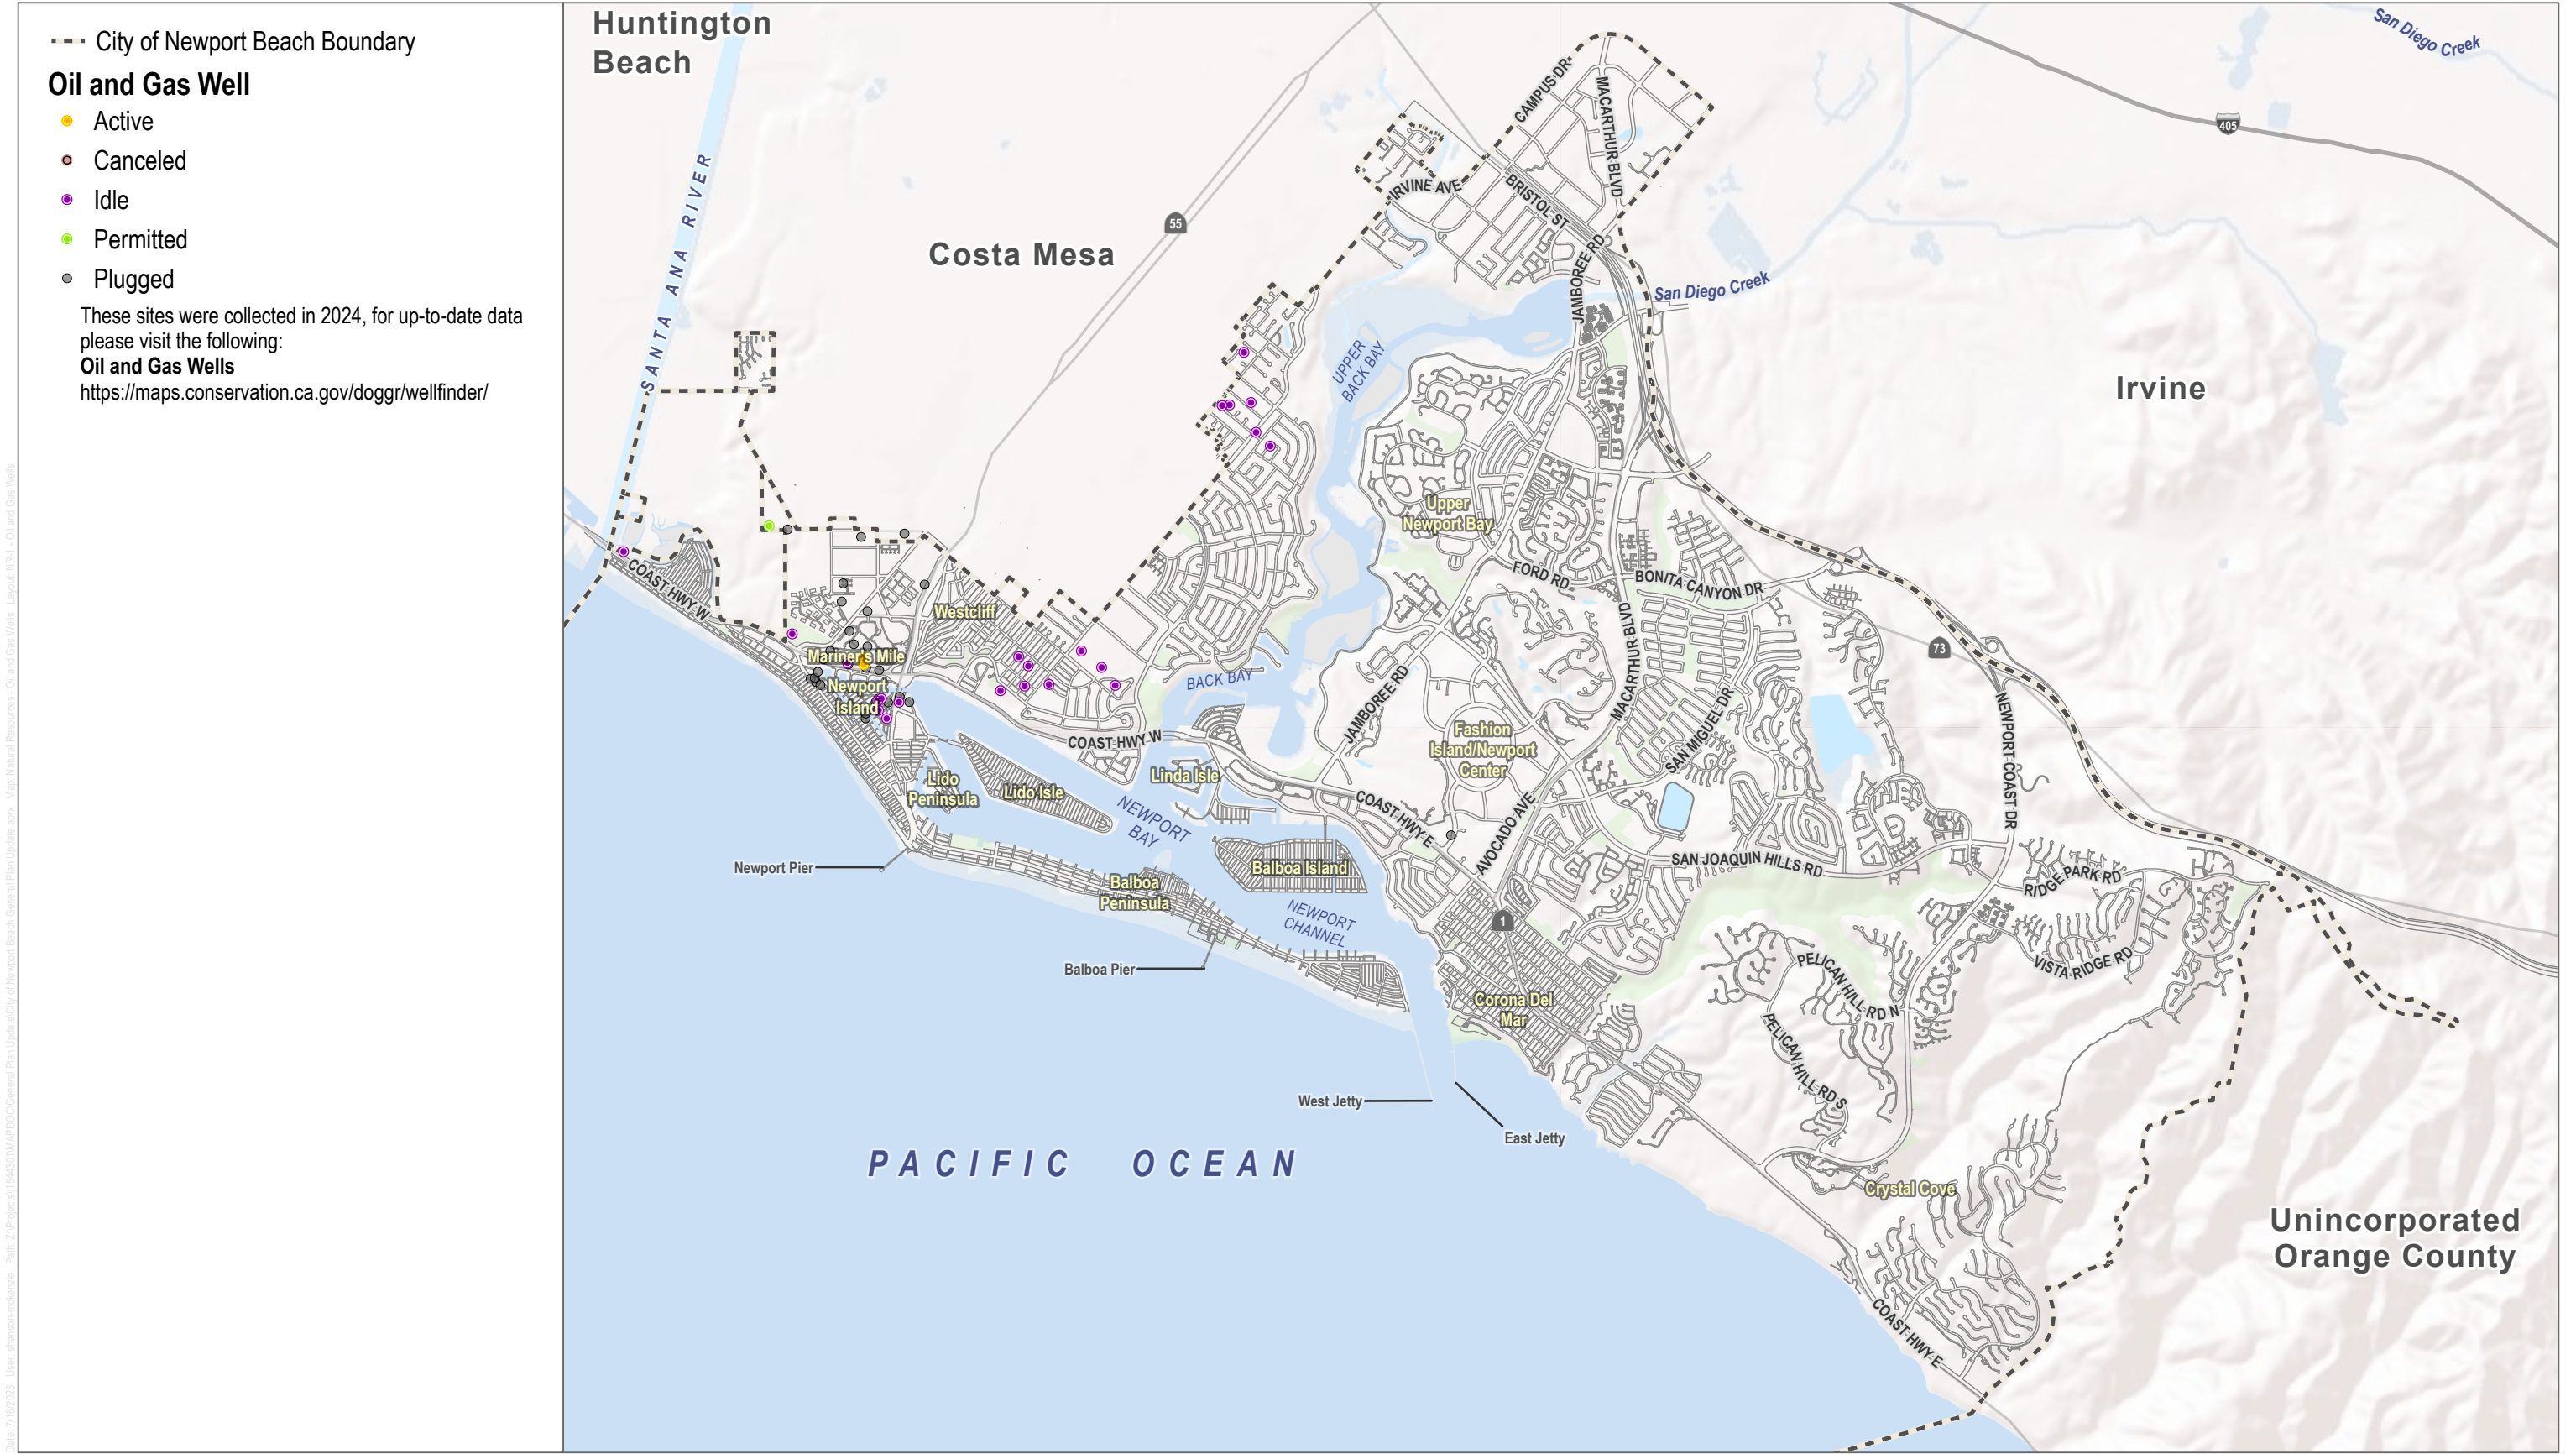 City of Newport Beach Boundary
Oil and Gas Well
Active
Canceled
Idle
Permitted
Plugged
These sites were collected in 2024, for up-to-date data
please visit the following:
Oil and Gas Wells
https://maps.conservation.ca.gov/doggr/wellfinder/
Huntington
Beach
San Diego Creek
405
CAMPUS DR
MACARTHUR BLVD
SANTA ANA RIVER
55
Costa Mesa
IRVINE AVE
BRISTOL ST
JAMBOREE RD
San Diego Creek
UPPER
BACK BAY
Irvine
Upper
Newport Bay
COAST HWY W
FORD RD
BONITA CANYON DR
Westcliff
MACARTHUR BLVD
73
Mariner's Mile
Newport
Island
BACK BAY
JAMBOREE RD
SAN MIGUEL DR
NEWPORT COAST DR
COAST HWY W
Fashion
Island/Newport
Center
Linda Isle
Lido
Peninsula
Lido Isle
NEWPORT
BAY
COAST HWY E
AVOCADO AVE
Newport Pier
Balboa Island
SAN JOAQUIN HILLS RD
RIDGE PARK RD
Balboa
Peninsula
NEWPORT
CHANNEL
1
Balboa Pier
VISTA RIDGE RD
PELICAN HILL RD N
Corona Del
Mar
PELICAN HILL RD S
West Jetty
East Jetty
PACIFIC OCEAN
Crystal Cove
Unincorporated
Orange County
COAST HWY E